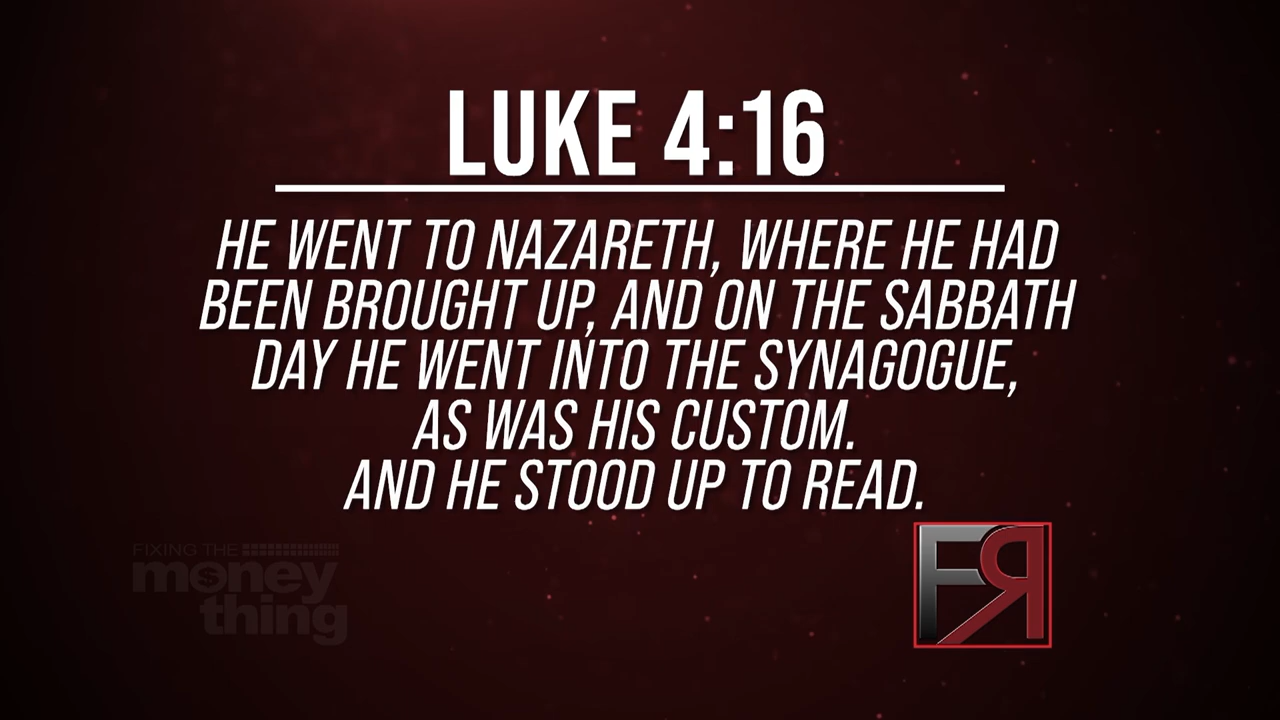 LUKE 4:16
HE WENT TO NAZARETH, WHERE HE HAD
BEEN BROUGHT UP, AND ON THE SABBATH
DAY HE WENT INTO THE SYNAGOGUE,
AS WAS HIS CUSTOM.
AND HE STOOD UP TO READ.
FIXING THE
money
thing
FR